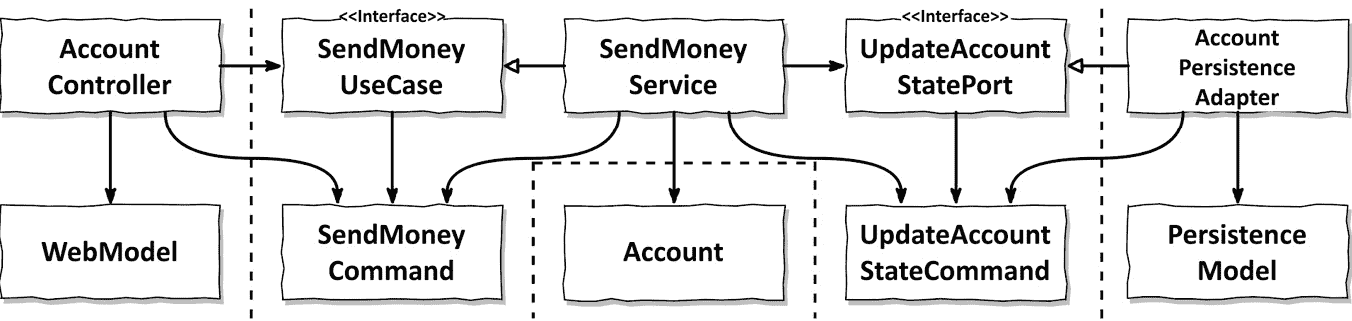 <<Interface>>
<<Interface>>
Account
Controller
SendMoney
UseCase
SendMoney
Service
UpdateAccount
StatePort
Account
Persistence
Adapter
WebModel
SendMoney
Command
Account
UpdateAccount
StateCommand
Persistence
Model